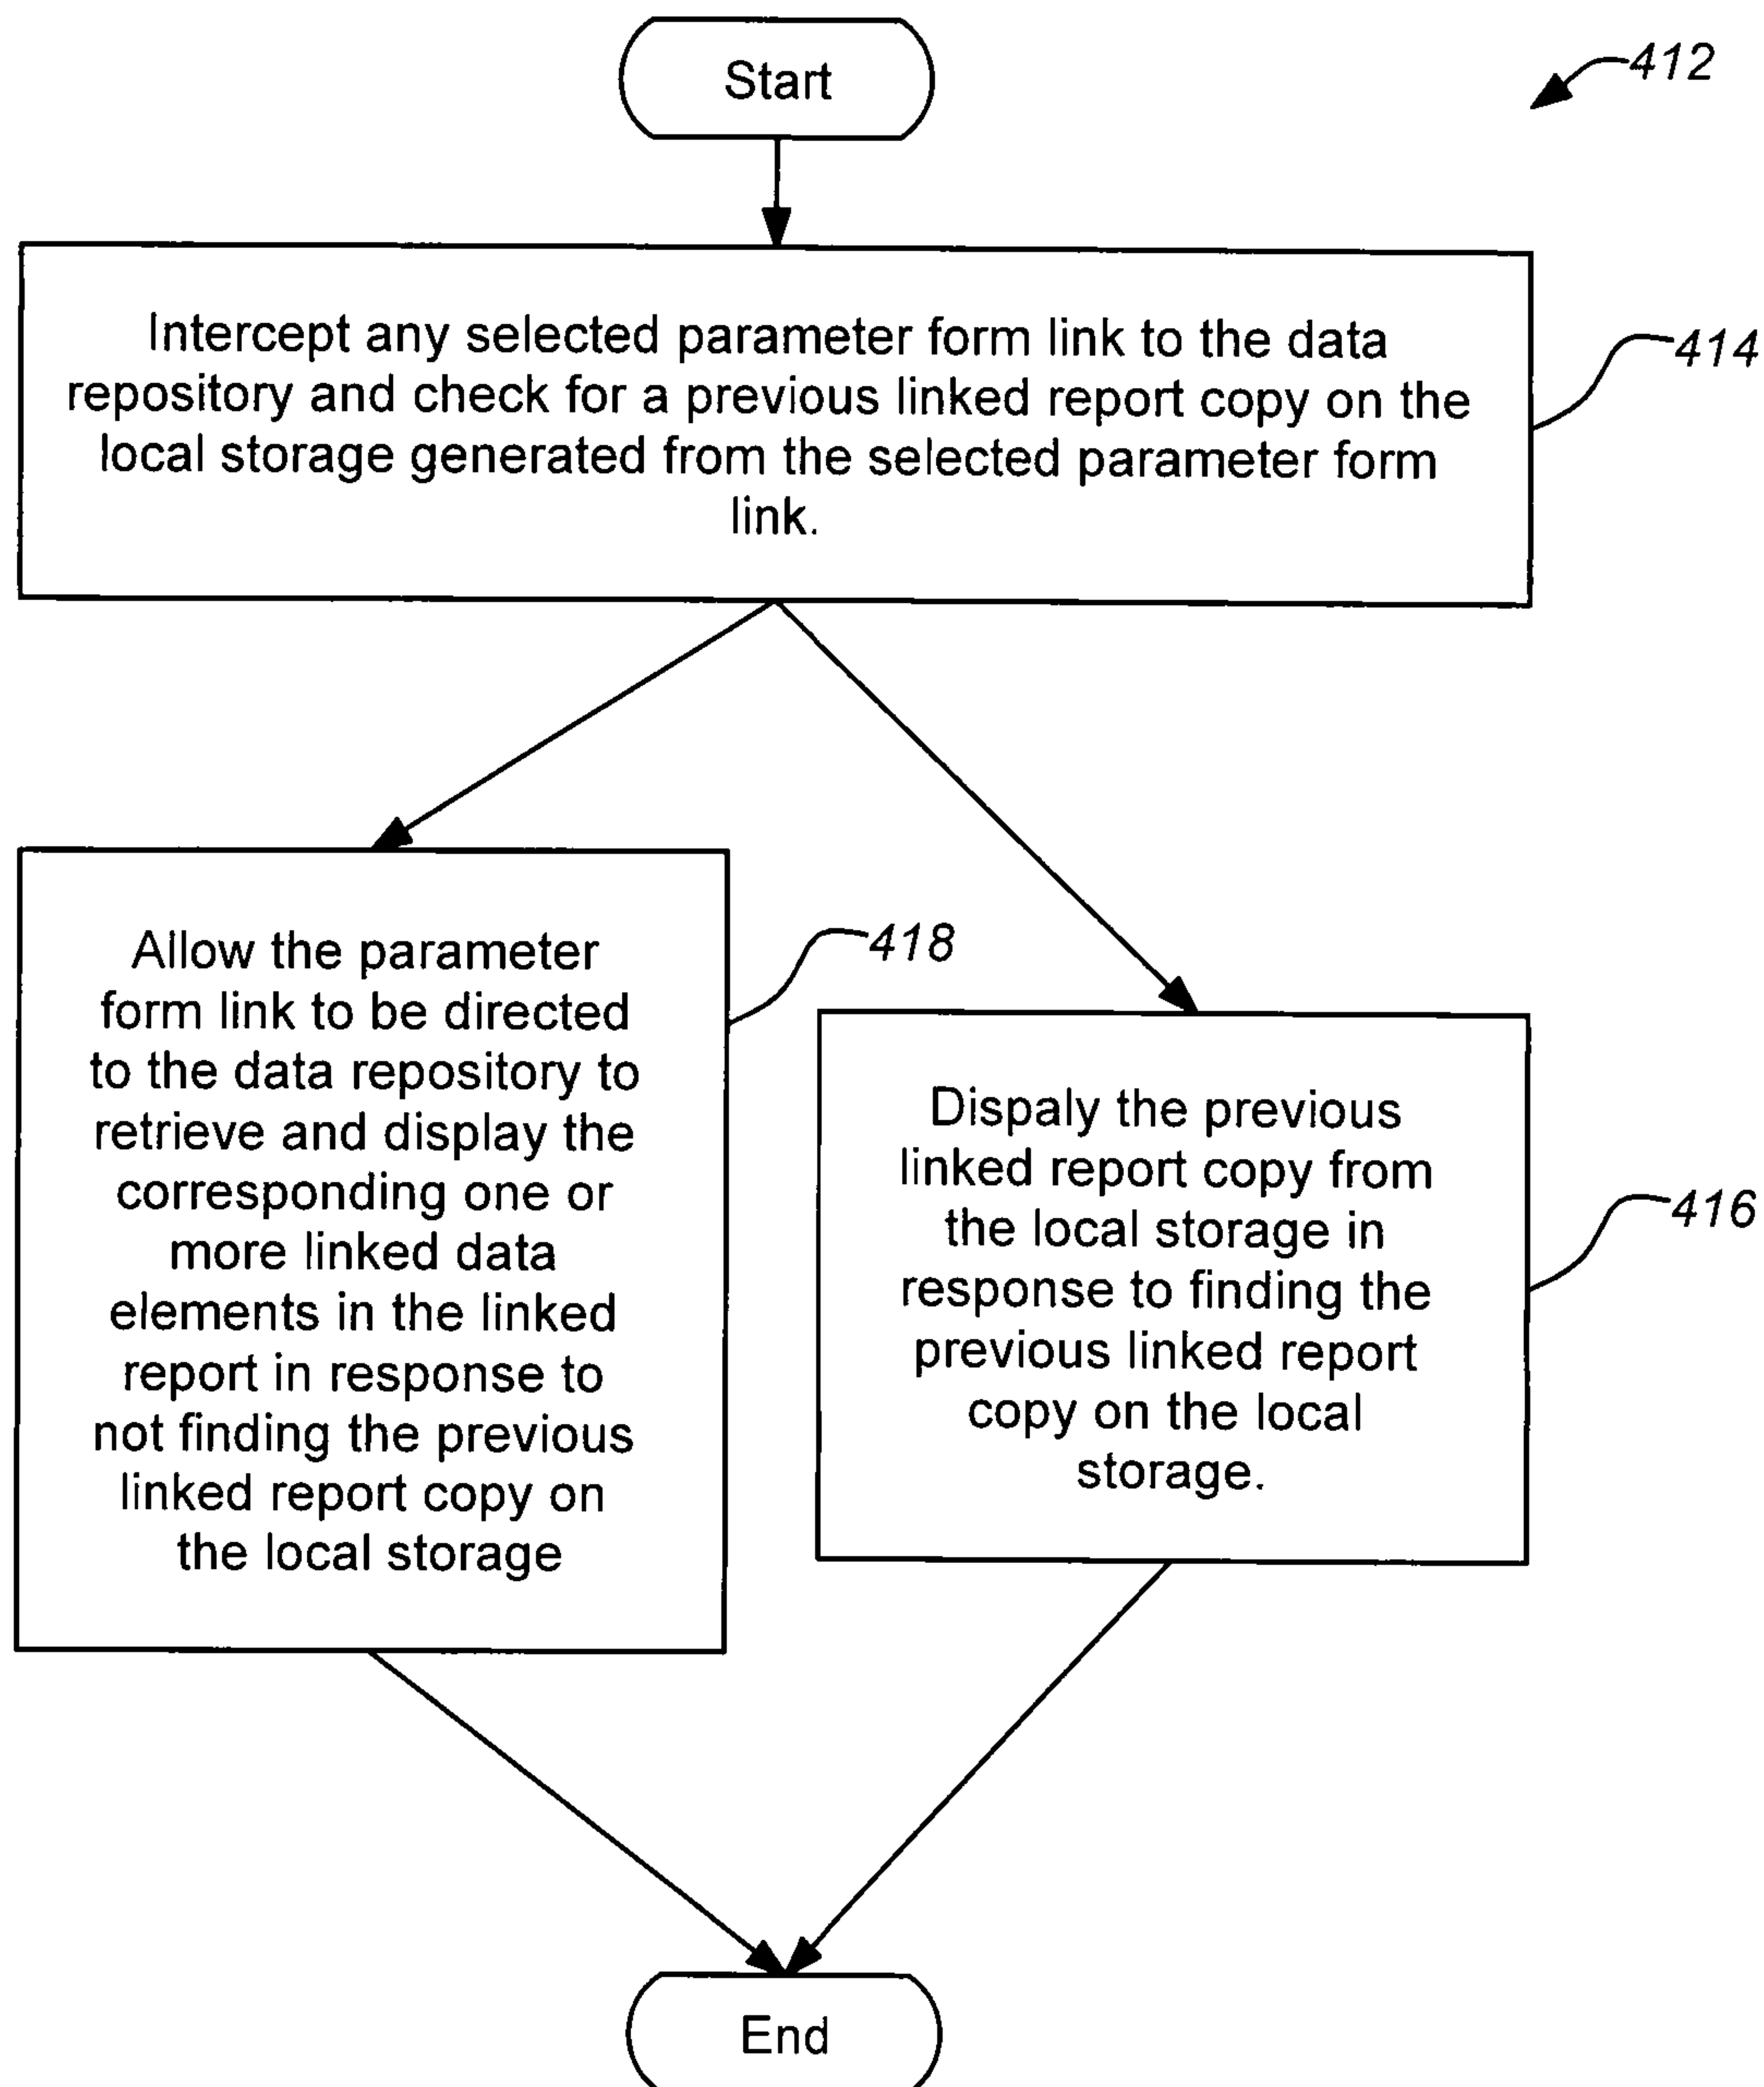 Start
412
Intercept any selected parameter form link to the data
repository and check for a previous linked report copy on the
local storage generated from the selected parameter form
link.
414
Allow the parameter
form link to be directed
to the data repository to
retrieve and display the
corresponding one or
more linked data
elements in the linked
report in response to
not finding the previous
linked report copy on
the local storage
418
Dispaly the previous
linked report copy from
the local storage in
response to finding the
previous linked report
copy on the local
storage.
416
End